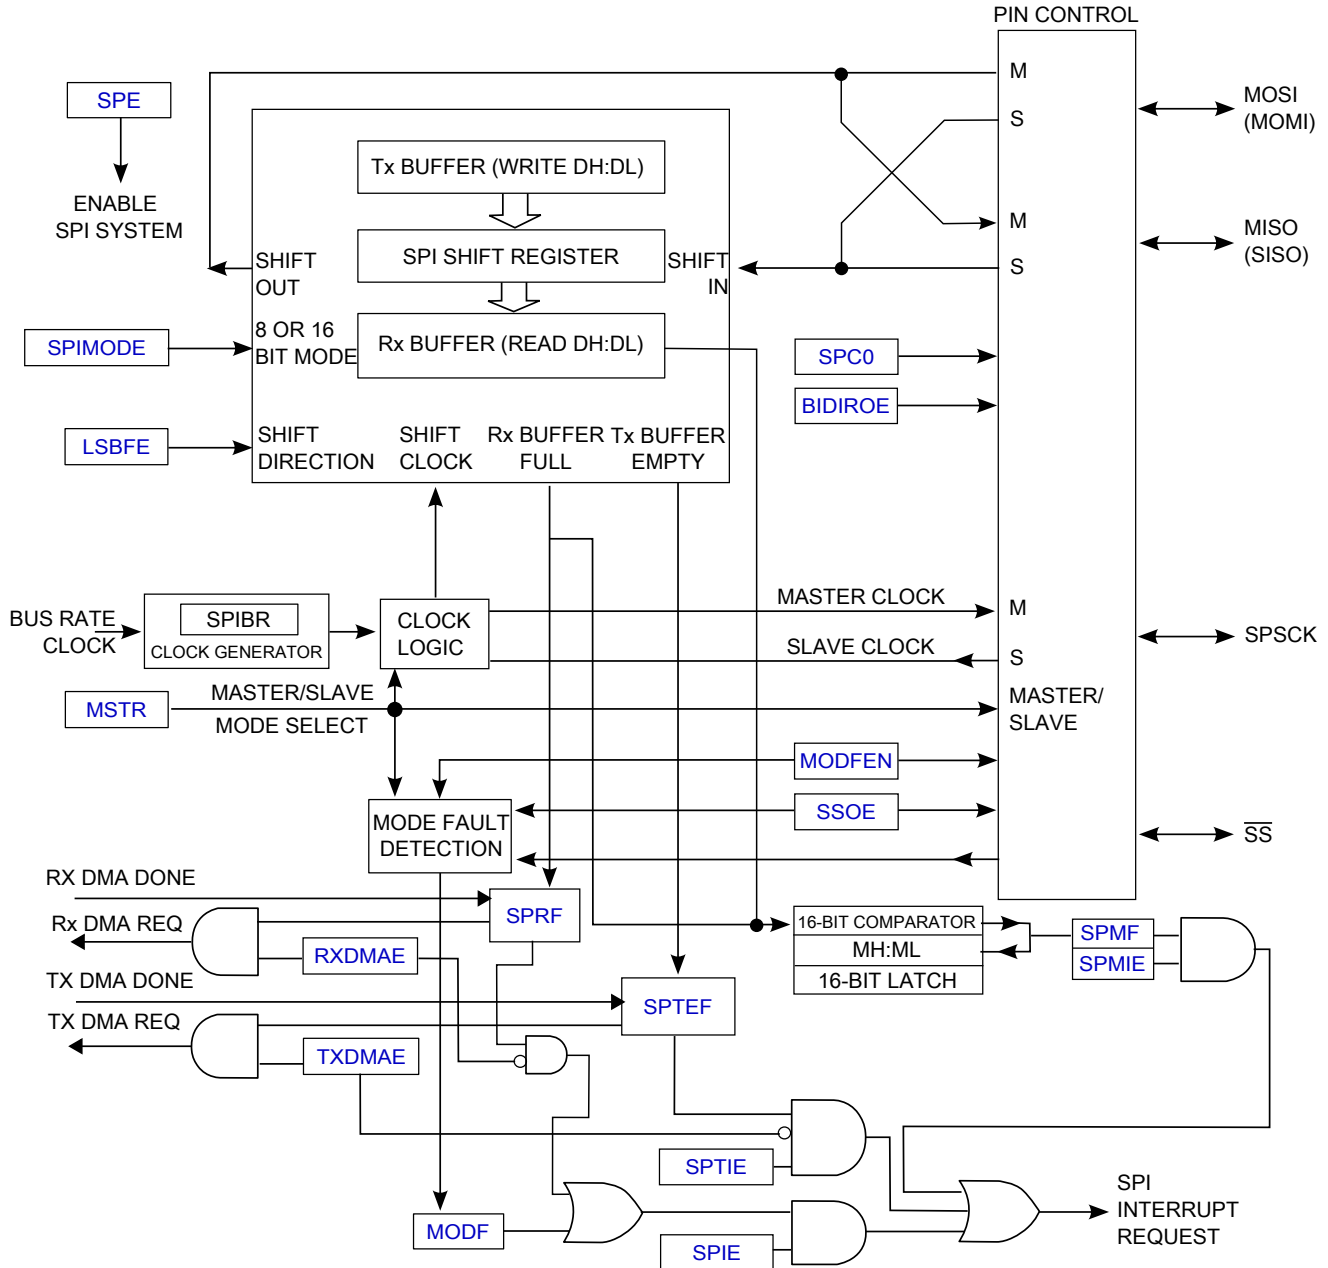 PIN CONTROL
M
MOSI
(MOMI)
S
SPE
ENABLE
SPI SYSTEM
Tx BUFFER (WRITE DH:DL)
SPI SHIFT REGISTER
SHIFT
OUT
SHIFT
IN
M
S
MISO
(SISO)
SPIMODE
8 OR 16
BIT MODE
Rx BUFFER (READ DH:DL)
SPC0
BIDIROE
LSBFE
SHIFT
DIRECTION
SHIFT
CLOCK
Rx BUFFER
FULL
Tx BUFFER
EMPTY
BUS RATE
CLOCK
SPIBR
CLOCK GENERATOR
CLOCK
LOGIC
MASTER CLOCK
M
SLAVE CLOCK
S
SPSCK
MSTR
MASTER/SLAVE
MODE SELECT
MASTER/
SLAVE
MODFEN
SSOE
MODE FAULT
DETECTION
SS
RX DMA DONE
Rx DMA REQ
SPRF
RXDMAE
TX DMA DONE
TX DMA REQ
SPTEF
TXDMAE
16-BIT COMPARATOR
MH:ML
16-BIT LATCH
SPMF
SPMIE
SPTIE
MODF
SPIE
SPI
INTERRUPT
REQUEST